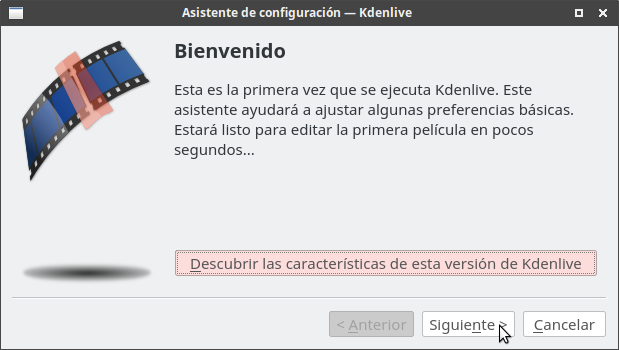 Asistente de configuración — Kdenlive
Bienvenido
Esta es la primera vez que se ejecuta Kdenlive. Este
asistente ayudará a ajustar algunas preferencias básicas.
Estará listo para editar la primera película en pocos
segundos...
Descubrir las características de esta versión de Kdenlive
< Anterior
Siguiente >
Cancelar